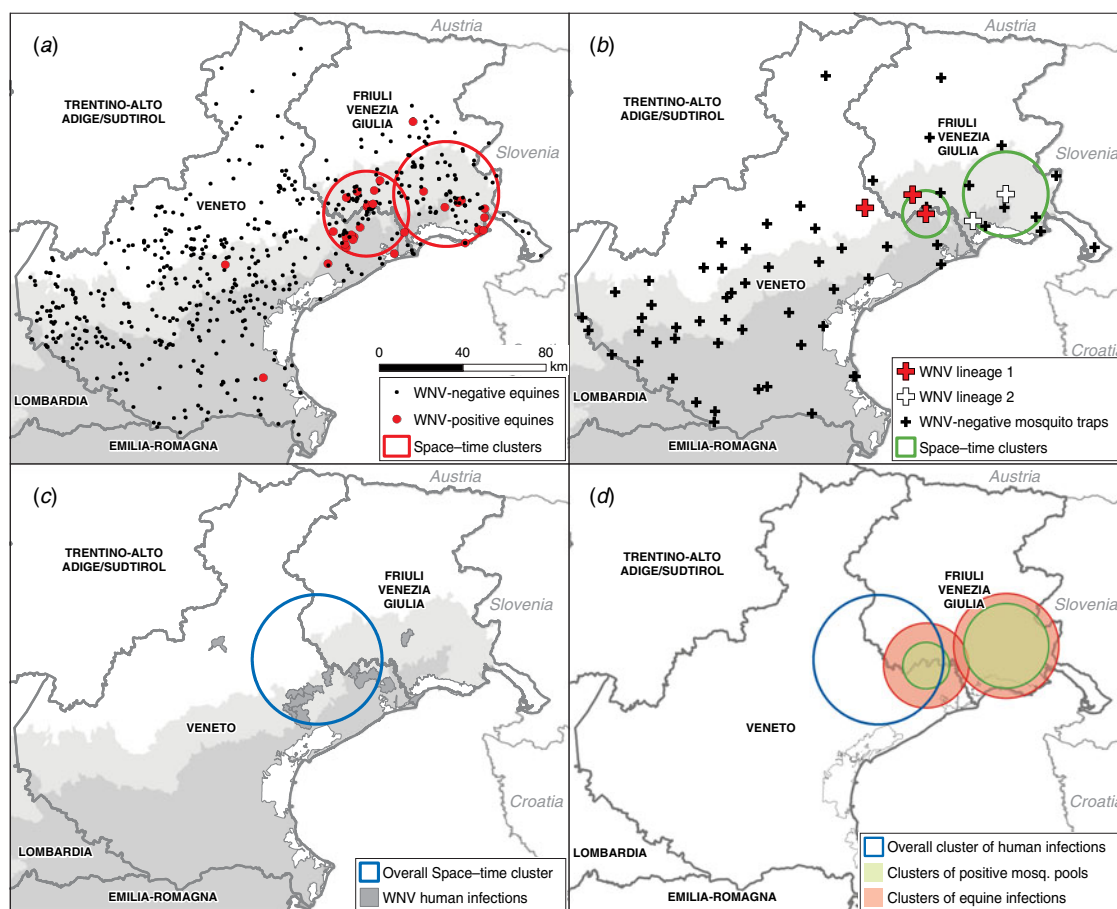 (a)
Austria
TRENTINO-ALTO
ADIGE/SUDTIROL
FRIULI
VENEZIA
GIULIA
Slovenia
VENETO
Croatia
0 40 80
km
LOMBARDIA
EMILIA-ROMAGNA
WNV-negative equines
WNV-positive equines
Space–time clusters
(b)
Austria
TRENTINO-ALTO
ADIGE/SUDTIROL
FRIULI
VENEZIA
GIULIA
Slovenia
VENETO
Croatia
LOMBARDIA
EMILIA-ROMAGNA
WNV lineage 1
WNV lineage 2
WNV-negative mosquito traps
Space–time clusters
(c)
Austria
TRENTINO-ALTO
ADIGE/SUDTIROL
FRIULI
VENEZIA
GIULIA
Slovenia
VENETO
Croatia
LOMBARDIA
EMILIA-ROMAGNA
Overall Space–time cluster
WNV human infections
(d)
Austria
TRENTINO-ALTO
ADIGE/SUDTIROL
FRIULI
VENEZIA
GIULIA
Slovenia
VENETO
Croatia
LOMBARDIA
EMILIA-ROMAGNA
Overall cluster of human infections
Clusters of positive mosq. pools
Clusters of equine infections